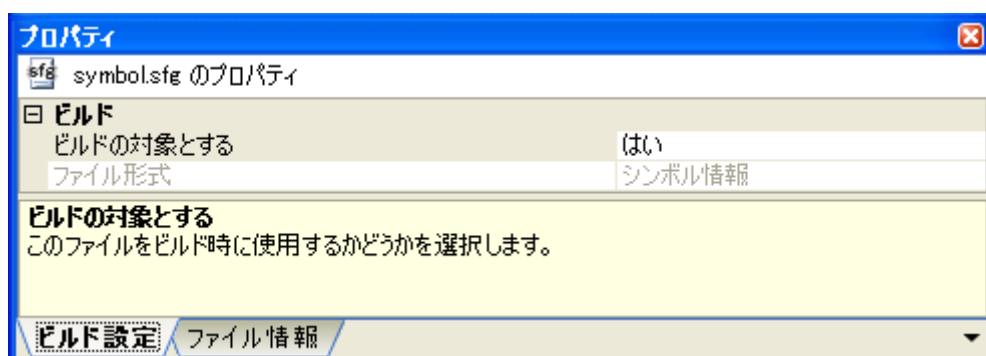 プロパティ
sfg symbol.sfg のプロパティ
ビルド
ビルドの対象とする はい
ファイル形式 シンボル情報
ビルドの対象とする
このファイルをビルド時に使用するかどうかを選択します。
ビルド設定 ファイル情報